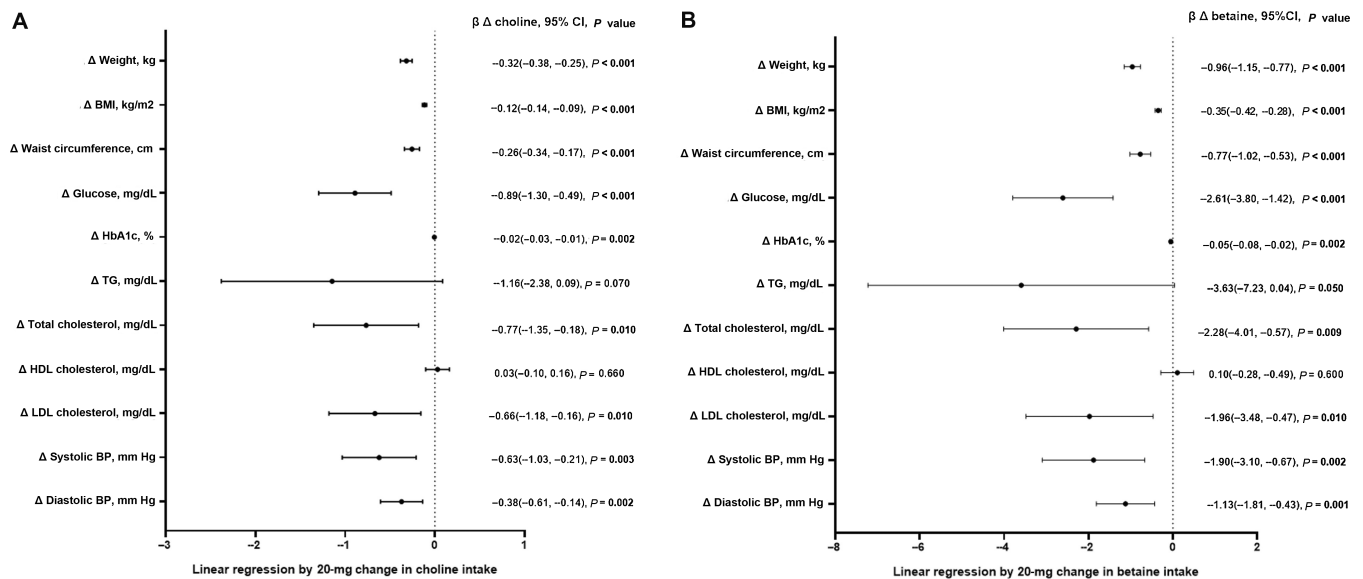 A
β Δ choline, 95% CI, P value
Δ Weight, kg
–0.32(–0.38, –0.25), P < 0.001
Δ BMI, kg/m2
–0.12(–0.14, –0.09), P < 0.001
Δ Waist circumference, cm
–0.26(–0.34, –0.17), P < 0.001
Δ Glucose, mg/dL
–0.89(–1.30, –0.49), P < 0.001
Δ HbA1c, %
–0.02(–0.03, –0.01), P = 0.002
Δ TG, mg/dL
–1.16(–2.38, 0.09), P = 0.070
Δ Total cholesterol, mg/dL
–0.77(–1.35, –0.18), P = 0.010
Δ HDL cholesterol, mg/dL
0.03(–0.10, 0.16), P = 0.660
Δ LDL cholesterol, mg/dL
–0.66(–1.18, –0.16), P = 0.010
Δ Systolic BP, mm Hg
–0.63(–1.03, –0.21), P = 0.003
Δ Diastolic BP, mm Hg
–0.38(–0.61, –0.14), P = 0.002
–3 –2 –1 0 1
Linear regression by 20-mg change in choline intake
B
β Δ betaine, 95%CI, P value
Δ Weight, kg
–0.96(–1.15, –0.77), P < 0.001
Δ BMI, kg/m2
–0.35(–0.42, –0.28), P < 0.001
Δ Waist circumference, cm
–0.77(–1.02, –0.53), P < 0.001
Δ Glucose, mg/dL
–2.61(–3.80, –1.42), P < 0.001
Δ HbA1c, %
–0.05(–0.08, –0.02), P = 0.002
Δ TG, mg/dL
–3.63(–7.23, 0.04), P = 0.050
Δ Total cholesterol, mg/dL
–2.28(–4.01, –0.57), P = 0.009
Δ HDL cholesterol, mg/dL
0.10(–0.28, –0.49), P = 0.600
Δ LDL cholesterol, mg/dL
–1.96(–3.48, –0.47), P = 0.010
Δ Systolic BP, mm Hg
–1.90(–3.10, –0.67), P = 0.002
Δ Diastolic BP, mm Hg
–1.13(–1.81, –0.43), P = 0.001
–8 –6 –4 –2 0 2
Linear regression by 20-mg change in betaine intake